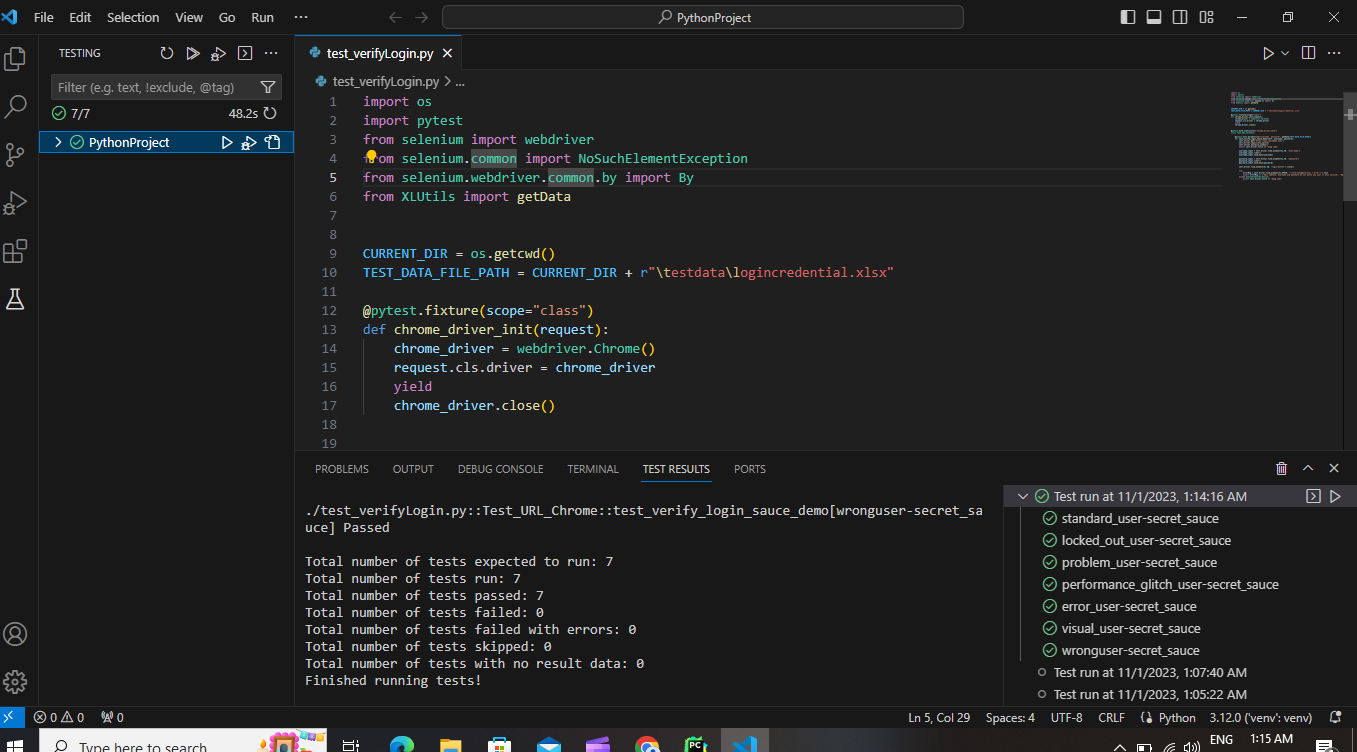 File Edit Selection View Go Run ···
PythonProject
TESTING
Filter (e.g. text, !exclude, @tag)
7/7
48.2s
PythonProject
test_verifyLogin.py
test_verifyLogin.py > ...
1 import os
2 import pytest
3 from selenium import webdriver
4 from selenium.common import NoSuchElementException
5 from selenium.webdriver.common.by import By
6 from XLUtils import getData
7
8
9 CURRENT_DIR = os.getcwd()
10 TEST_DATA_FILE_PATH = CURRENT_DIR + r"\testdata\logincredential.xlsx"
11
12 @pytest.fixture(scope="class")
13 def chrome_driver_init(request):
14     chrome_driver = webdriver.Chrome()
15     request.cls.driver = chrome_driver
16     yield
17     chrome_driver.close()
18
19
PROBLEMS OUTPUT DEBUG CONSOLE TERMINAL TEST RESULTS PORTS
./test_verifyLogin.py::Test_URL_Chrome::test_verify_login_sauce_demo[wronguser-secret_sa
uce] Passed
Total number of tests expected to run: 7
Total number of tests run: 7
Total number of tests passed: 7
Total number of tests failed: 0
Total number of tests failed with errors: 0
Total number of tests skipped: 0
Total number of tests with no result data: 0
Finished running tests!
Test run at 11/1/2023, 1:14:16 AM
standard_user-secret_sauce
locked_out_user-secret_sauce
problem_user-secret_sauce
performance_glitch_user-secret_sauce
error_user-secret_sauce
visual_user-secret_sauce
wronguser-secret_sauce
Test run at 11/1/2023, 1:07:40 AM
Test run at 11/1/2023, 1:05:22 AM
0 0 0
Ln 5, Col 29 Spaces: 4 UTF-8 CRLF Python 3.12.0 ('venv': venv)
Type here to search
PC
ENG
1:15 AM